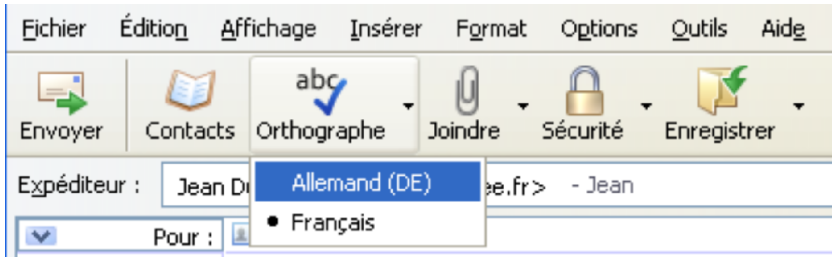 Fichier Édition Affichage Insérer Format Options Outils Aide
abc
Envoyer Contacts Orthographe Joindre Sécurité Enregistrer
Expéditeur : Jean ee.fr> - Jean
Allemand (DE)
Français
Pour :